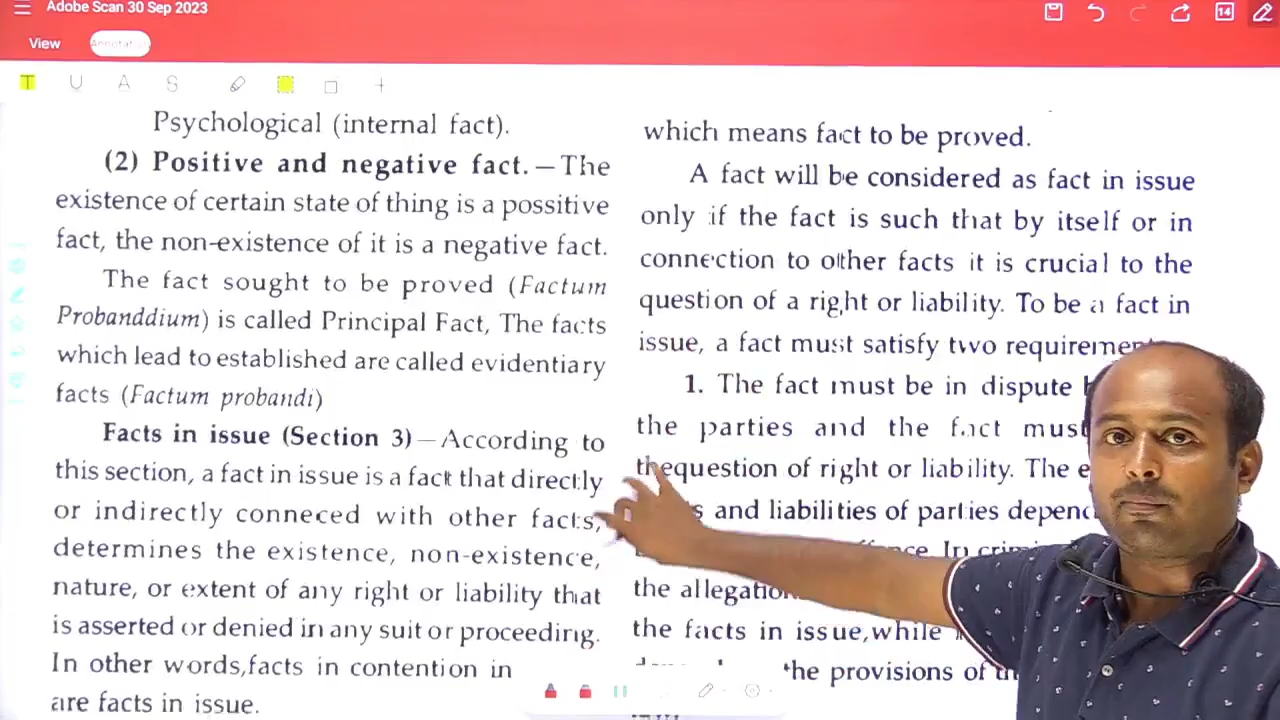 Adobe Scan 30 Sep 2023
14
View
Annotation
T U A S
Psychological (internal fact).
(2) Positive and negative fact.—The
existence of certain state of thing is a possitive
fact, the non-existence of it is a negative fact.
The fact sought to be proved (Factum
Probanddium) is called Principal Fact, The facts
which lead to established are called evidentiary
facts (Factum probandi)
Facts in issue (Section 3)—According to
this section, a fact in issue is a fact that directly
or indirectly conneced with other facts,
determines the existence, non-existence,
nature, or extent of any right or liability that
is asserted or denied in any suit or proceeding.
In other words,facts in contention in
are facts in issue.
which means fact to be proved.
A fact will be considered as fact in issue
only if the fact is such that by itself or in
connection to other facts it is crucial to the
question of a right or liability. To be a fact in
issue, a fact must satisfy two
1. The fact must be in dispute
the parties and the fact must
thequestion of right or liability. The
and liabilities of parties
In
the
the facts in issue,while
the provisions of